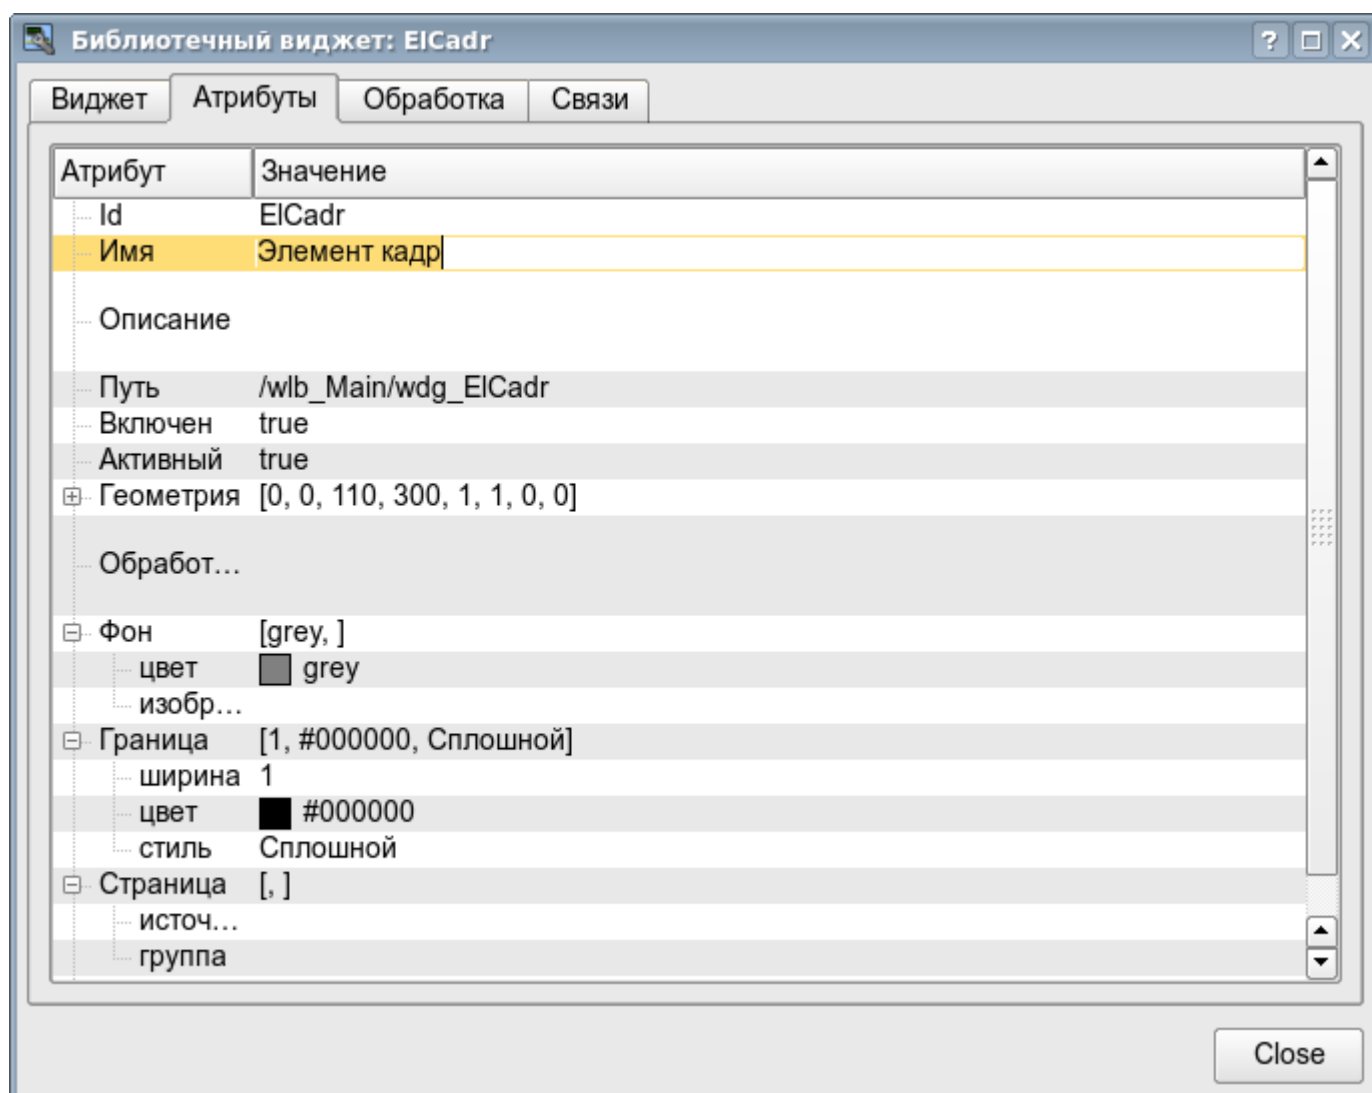 Библиотечный виджет: ElCadr
Виджет Атрибуты Обработка Связи
Атрибут Значение
Id ElCadr
Имя Элемент кадр
Описание
Путь /wlb_Main/wdg_ElCadr
Включен true
Активный true
Геометрия [0, 0, 110, 300, 1, 1, 0, 0]
Обработ...
Фон [grey, ]
цвет grey
изобр...
Граница [1, #000000, Сплошной]
ширина 1
цвет #000000
стиль Сплошной
Страница [, ]
источ...
группа
Close